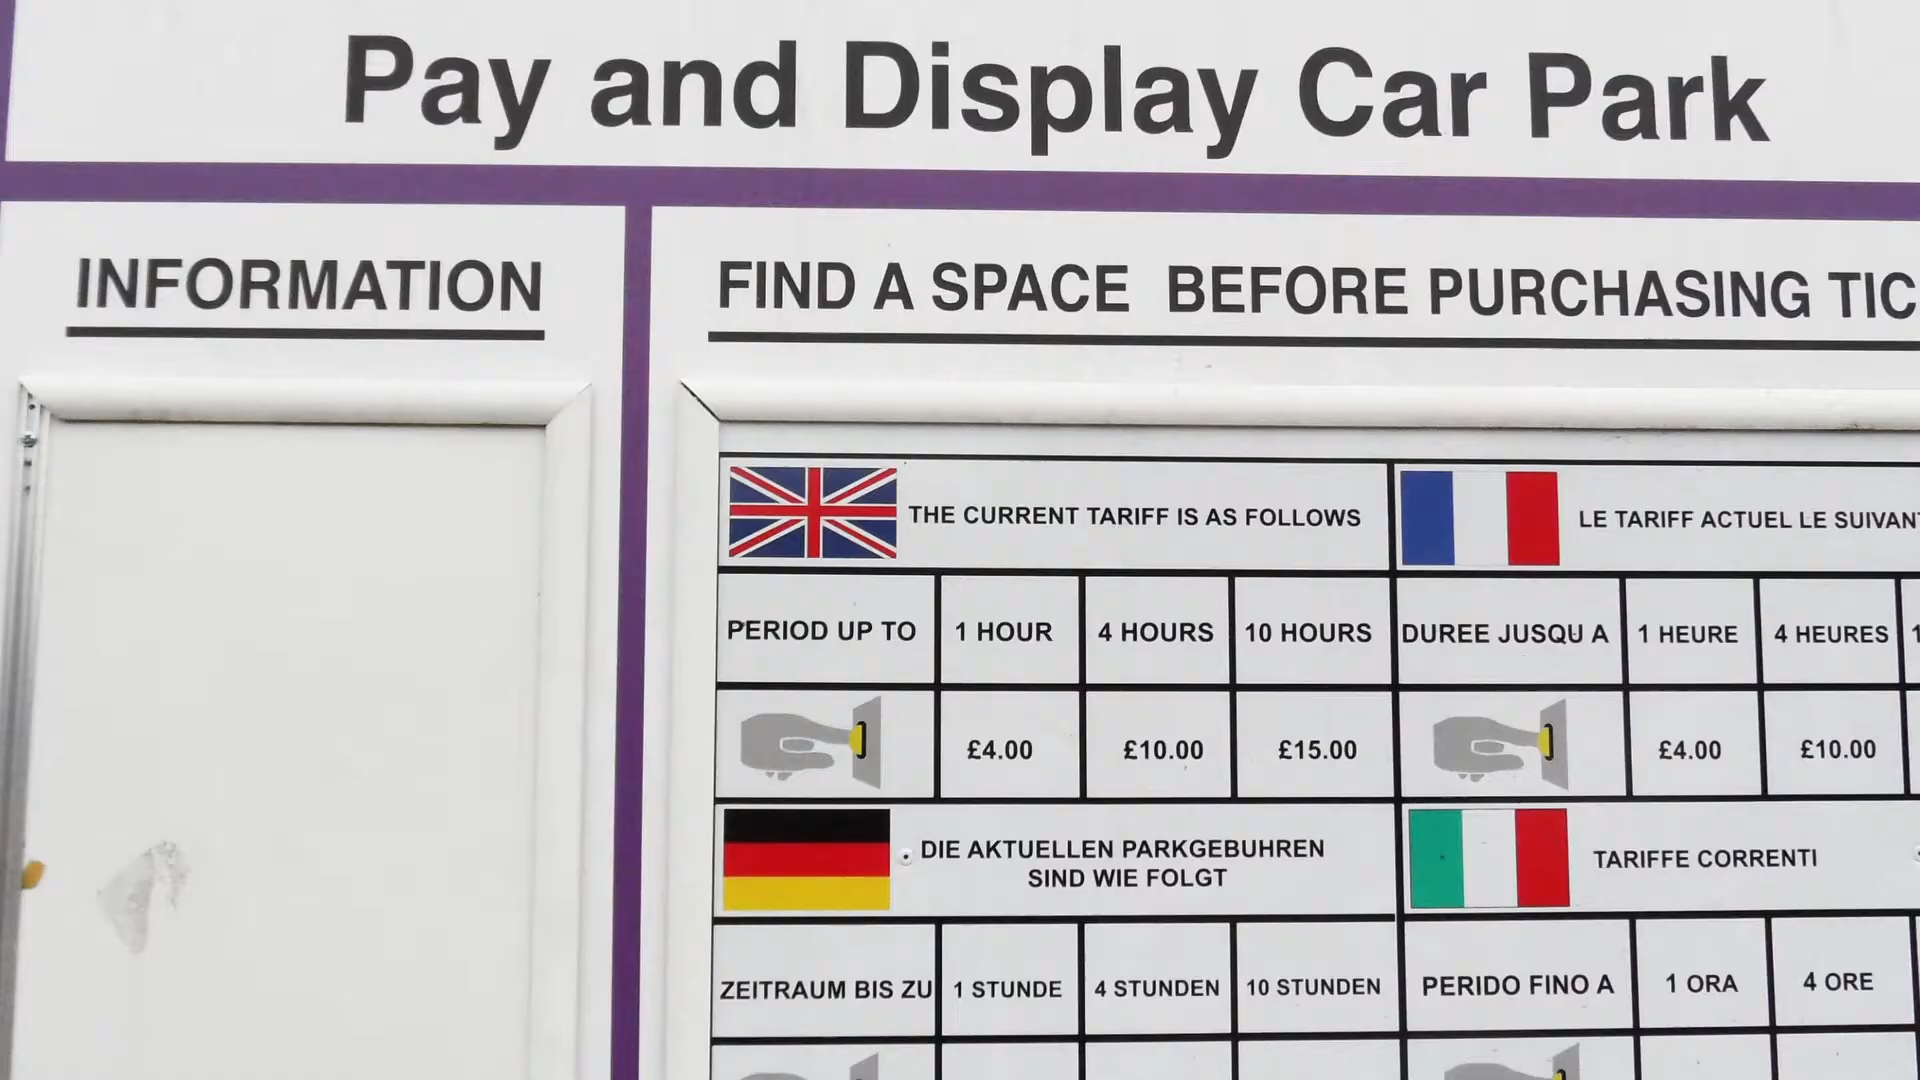 Pay and Display Car Park
INFORMATION
FIND A SPACE BEFORE PURCHASING TIC
THE CURRENT TARIFF IS AS FOLLOWS
PERIOD UP TO 1 HOUR 4 HOURS 10 HOURS
£4.00 £10.00 £15.00
LE TARIFF ACTUEL LE SUIVANT
DUREE JUSQU A 1 HEURE 4 HEURES 1
£4.00 £10.00
DIE AKTUELLEN PARKGEBUHREN
SIND WIE FOLGT
ZEITRAUM BIS ZU 1 STUNDE 4 STUNDEN 10 STUNDEN
TARIFFE CORRENTI
PERIDO FINO A 1 ORA 4 ORE